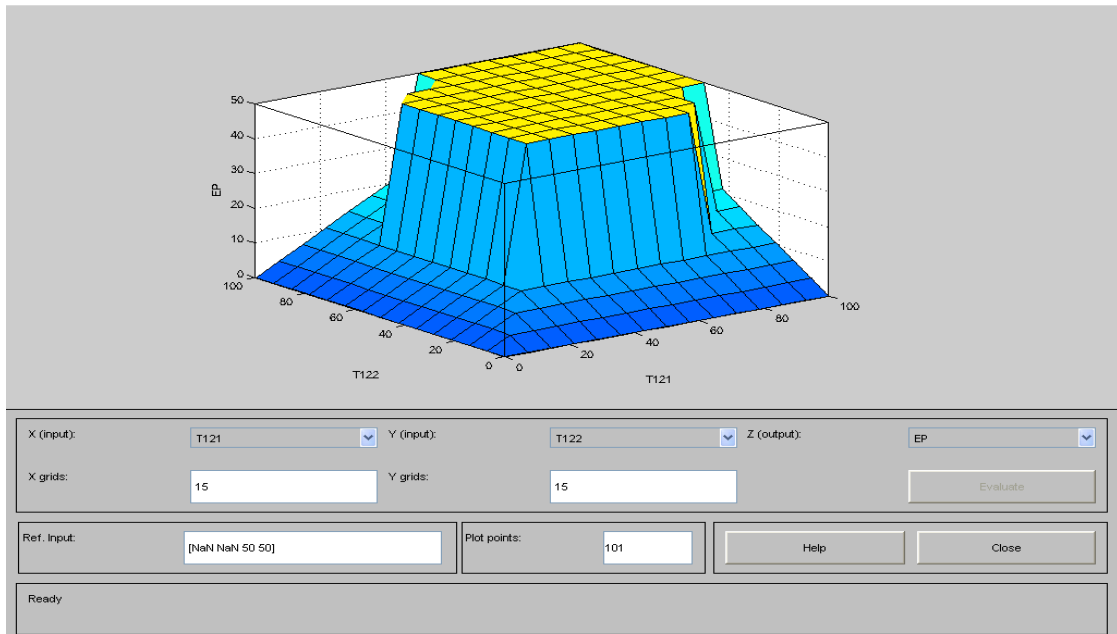 50
40
30
20
10
0
EP
100
80
60
40
20
0
T122
0
20
40
60
80
100
T121
X (input): T121 Y (input): T122 Z (output): EP
X grids: 15 Y grids: 15 Evaluate
Ref. Input: [NaN NaN 50 50] Plot points: 101 Help Close
Ready